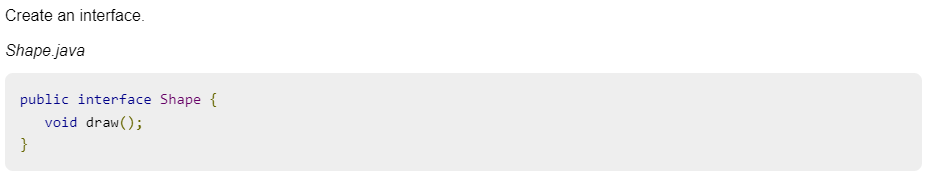 Create an interface.
Shape.java
public interface Shape {
   void draw();
}